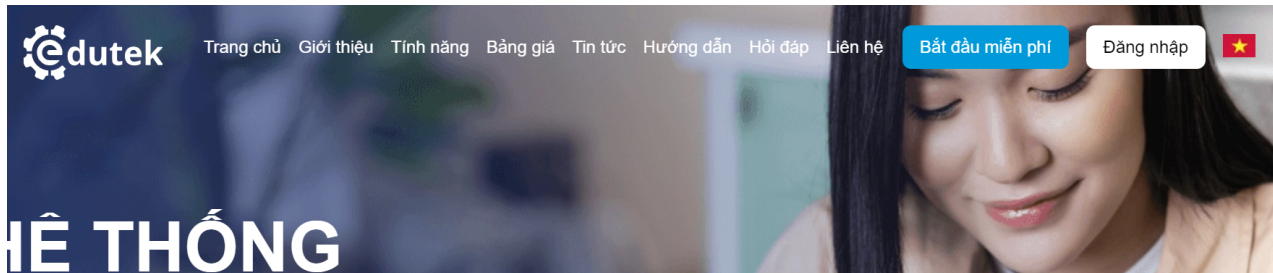 edutek
Trang chủ Giới thiệu Tính năng Bảng giá Tin tức Hướng dẫn Hỏi đáp Liên hệ Bắt đầu miễn phí Đăng nhập
THỐNG